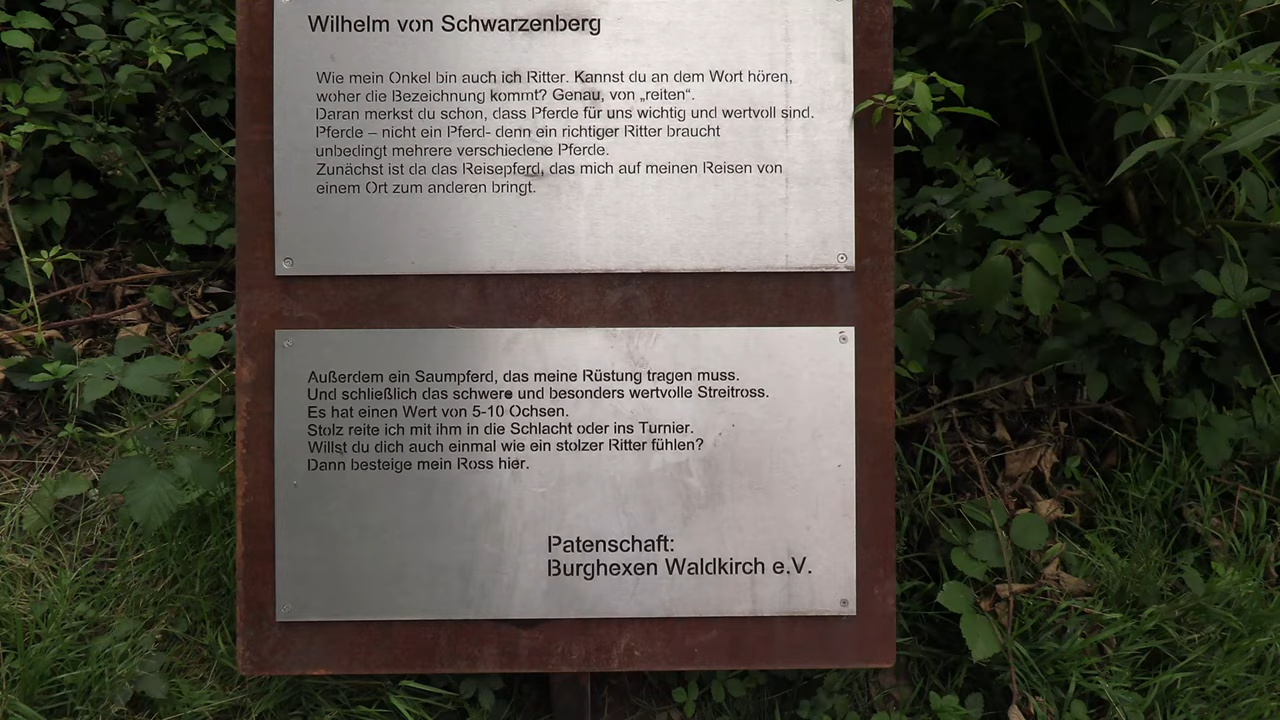 Wilhelm von Schwarzenberg
Wie mein Onkel bin auch ich Ritter. Kannst du an dem Wort hören,
woher die Bezeichnung kommt? Genau, von „reiten“.
Daran merkst du schon, dass Pferde für uns wichtig und wertvoll sind.
Pferde – nicht ein Pferd- denn ein richtiger Ritter braucht
unbedingt mehrere verschiedene Pferde.
Zunächst ist da das Reisepferd, das mich auf meinen Reisen von
einem Ort zum anderen bringt.
Außerdem ein Saumpferd, das meine Rüstung tragen muss.
Und schließlich das schwere und besonders wertvolle Streitross.
Es hat einen Wert von 5-10 Ochsen.
Stolz reite ich mit ihm in die Schlacht oder ins Turnier.
Willst du dich auch einmal wie ein stolzer Ritter fühlen?
Dann besteige mein Ross hier.
Patenschaft:
Burghexen Waldkirch e.V.